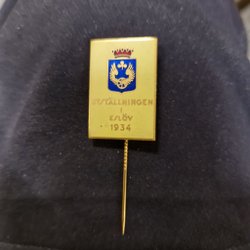 UTSTÄLLNINGEN
I
ESLÖV
1934